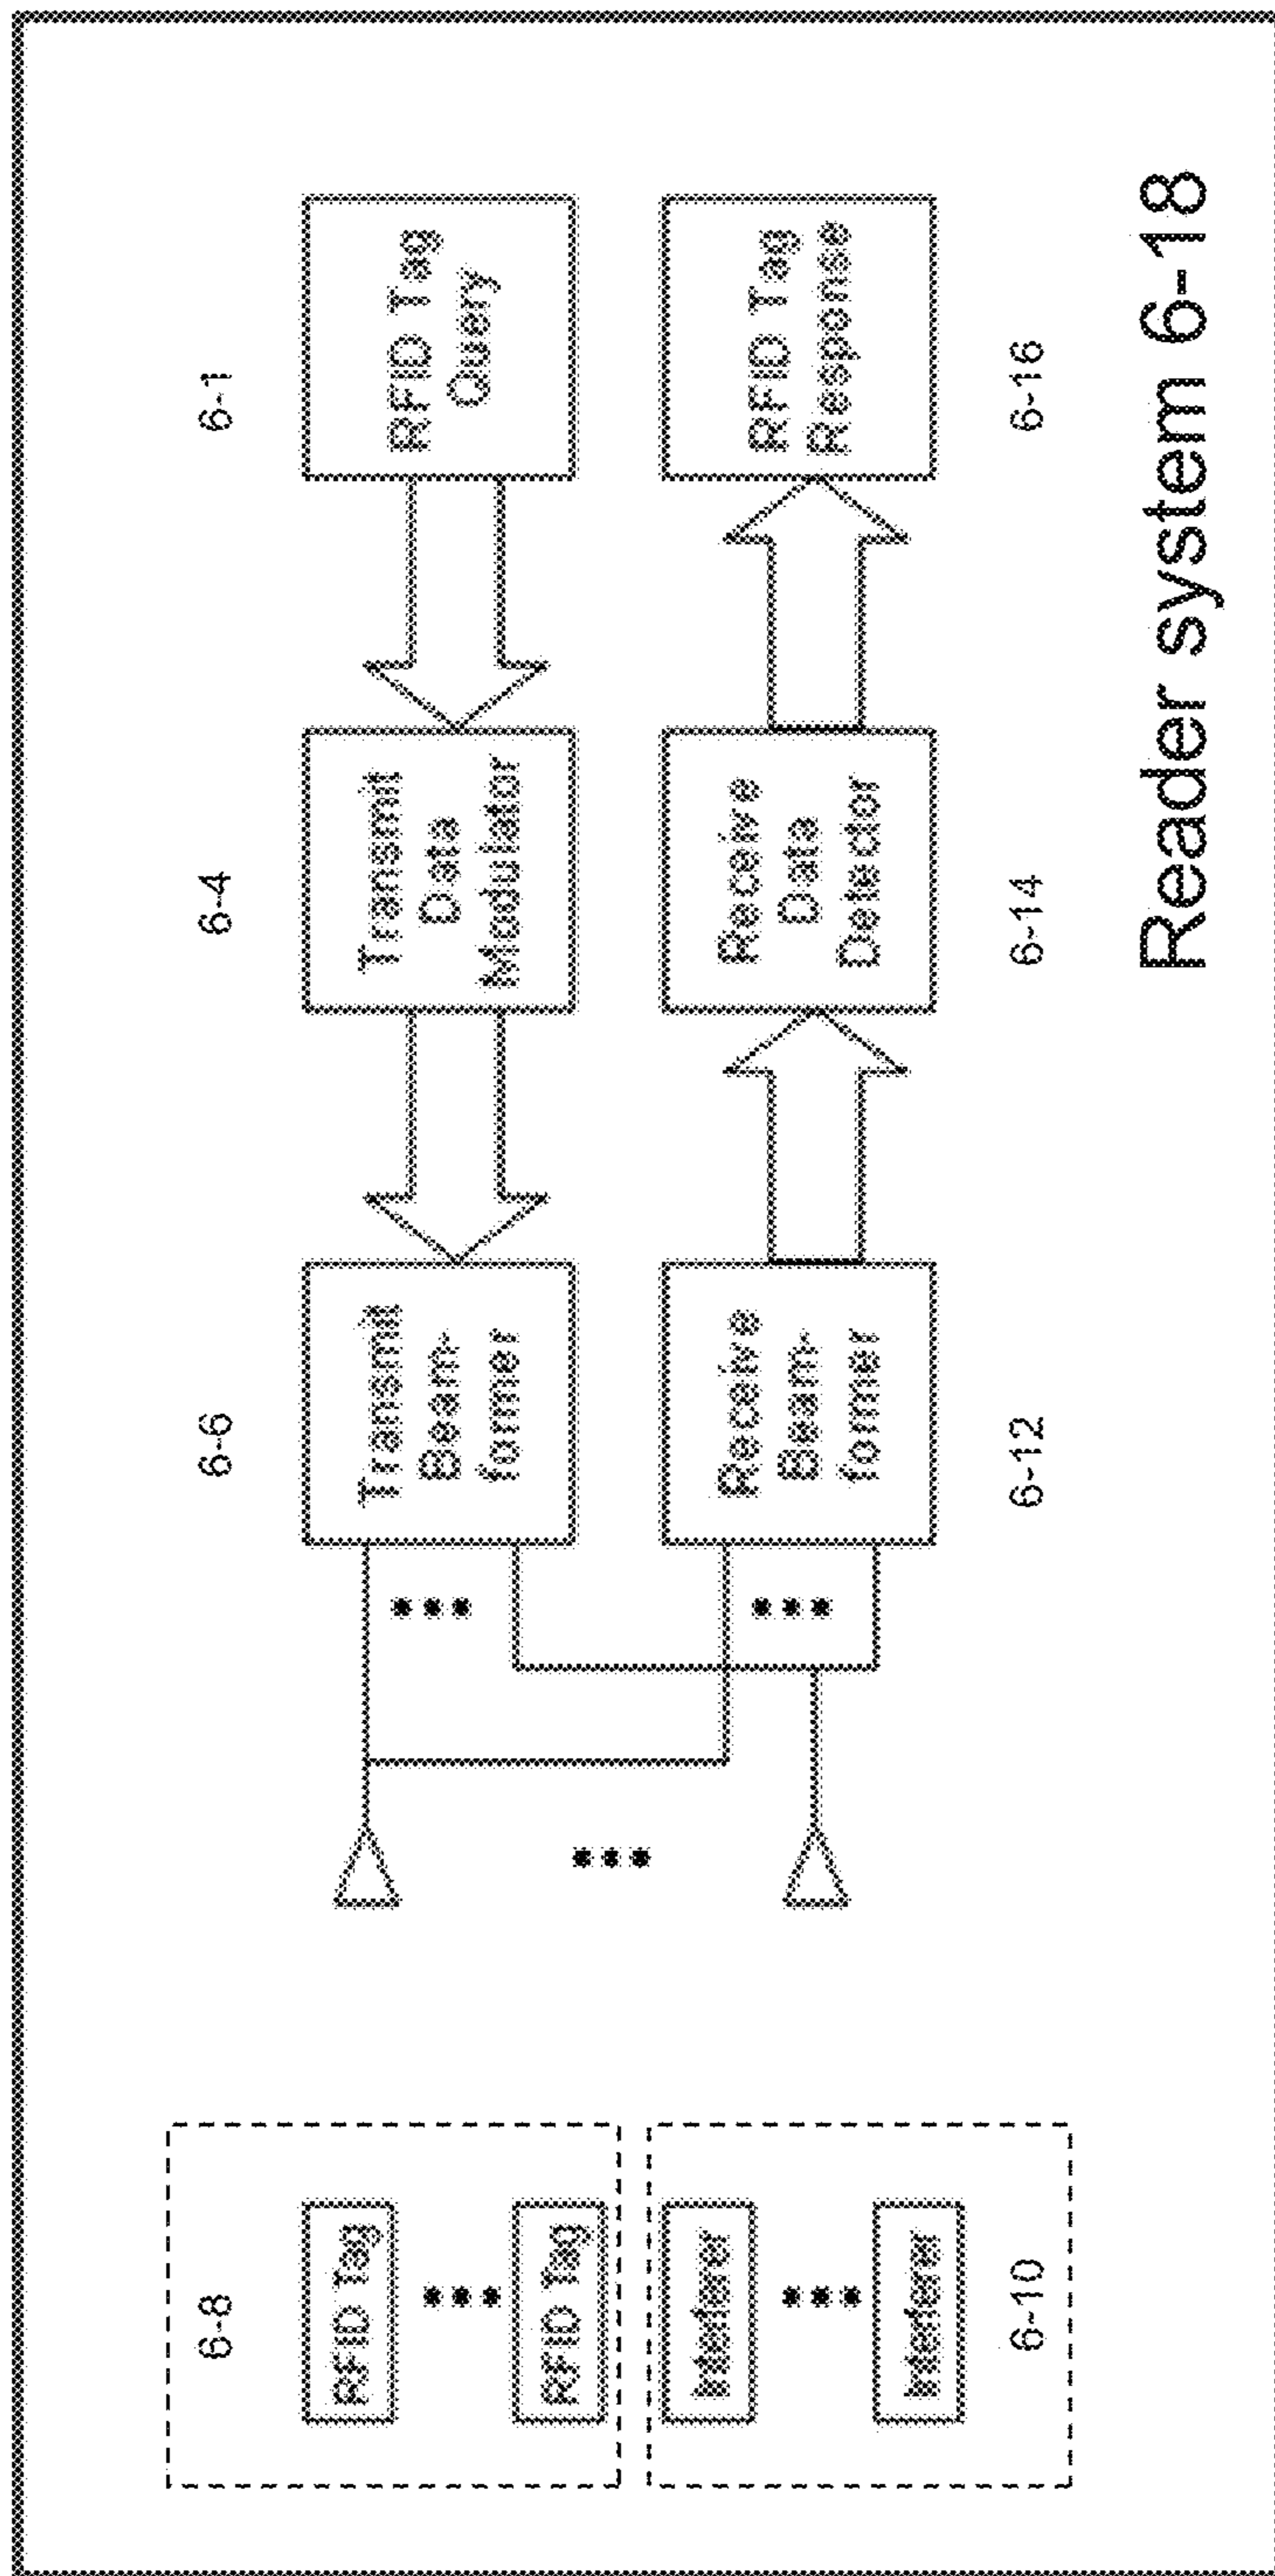 6-8
RFID Tag
RFID Tag
Interferer
Interferer
6-10
6-6
Transmit
Beam-
former
6-4
Transmit
Data
Modulator
6-1
RFID Tag
Query
Receive
Beam-
former
6-12
Receive
Data
Detector
6-14
RFID Tag
Response
6-16
Reader system 6-18